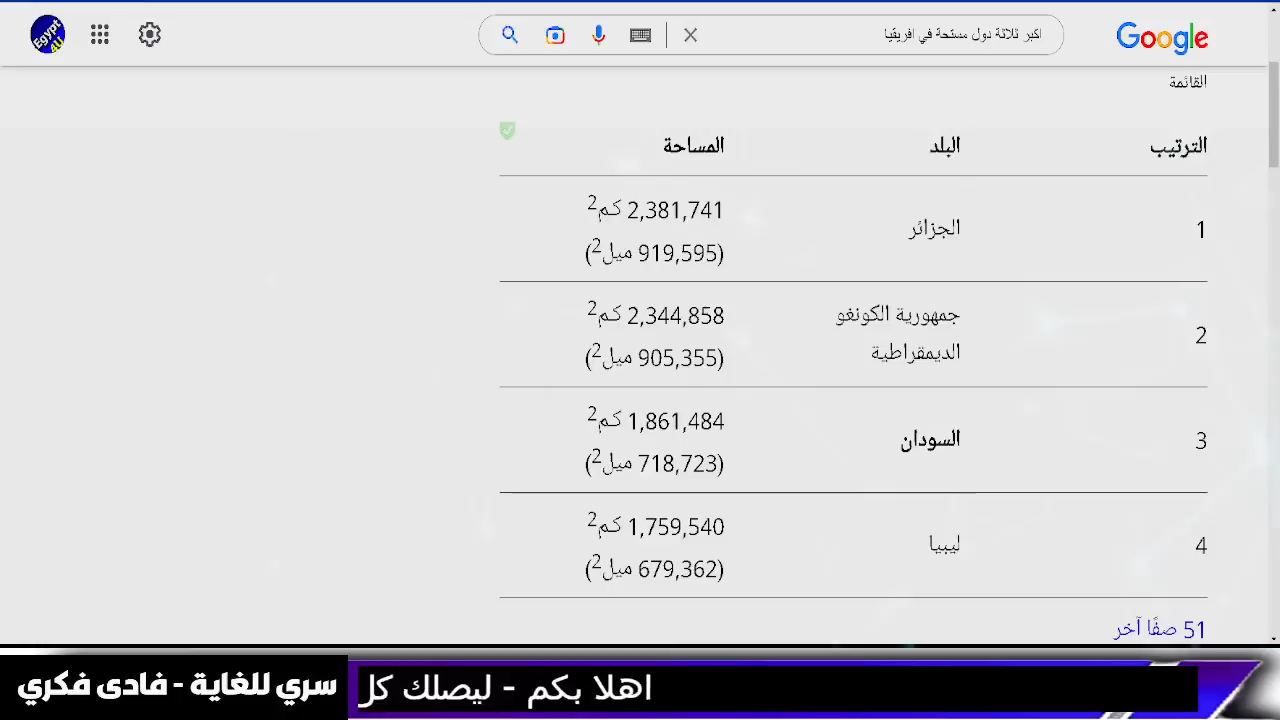 Google
اكبر ثلاثة دول مستحة في افريقيا
Egypt 4U
القائمة
الترتيب البلد المساحة
1 الجزائر 2,381,741 كم2
(919,595 ميل2)
2 جمهورية الكونغو الديمقراطية 2,344,858 كم2
(905,355 ميل2)
3 السودان 1,861,484 كم2
(718,723 ميل2)
4 ليبيا 1,759,540 كم2
(679,362 ميل2)
51 صفًا آخر
اهلا بكم - ليصلك كل
سري للغاية - فادى فكري